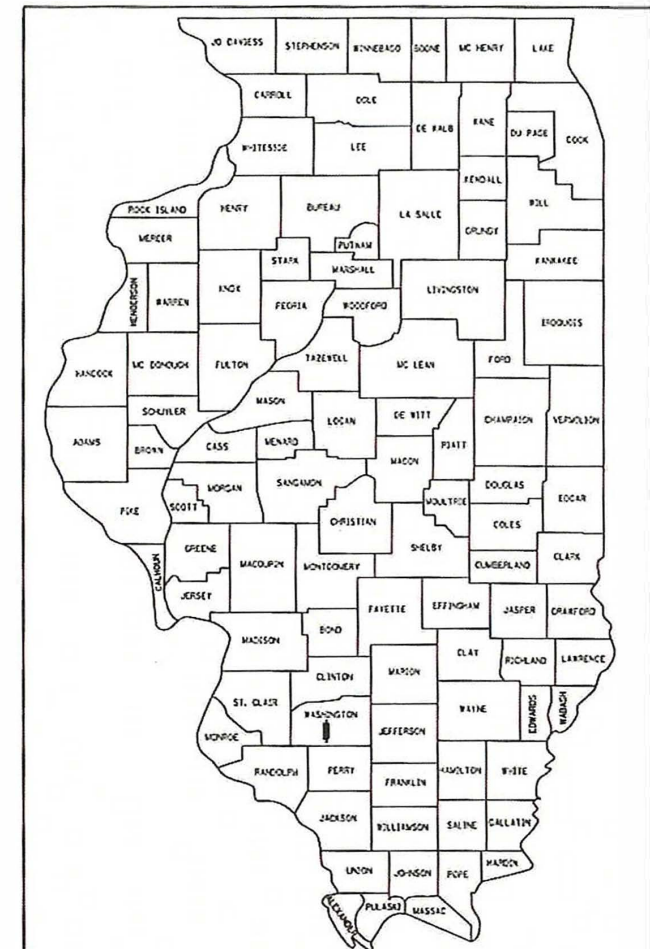 JO DAVIESS STEPHENSON WINNEBAGO BOONE MC HENRY LAKE
CARROLL OGLE DE KALB KANE DU PAGE COOK
WHITESIDE LEE
KENDALL
ROCK ISLAND HENRY BUREAU LA SALLE WILL
GRUNDY
MERCER PUTNAM
STARK MARSHALL KANKAKEE
HENDERSON WARREN KNOX PEORIA WOODFORD LIVINGSTON IROQUOIS
HANCOCK MC DONOUGH FULTON TAZEWELL MC LEAN FORD
MASON
SCHUYLER LOGAN DE WITT CHAMPAIGN VERMILION
ADAMS BROWN CASS MENARD PIATT
MACON
MORGAN SANGAMON DOUGLAS EDGAR
PIKE SCOTT CHRISTIAN MOULTRIE COLES
GREENE MACOUPIN MONTGOMERY SHELBY CUMBERLAND CLARK
CALHOUN
JERSEY FAYETTE EFFINGHAM JASPER CRAWFORD
MADISON BOND
CLAY RICHLAND LAWRENCE
CLINTON MARION
ST. CLAIR WASHINGTON WAYNE EDWARDS WABASH
MONROE JEFFERSON
RANDOLPH PERRY FRANKLIN HAMILTON WHITE
JACKSON WILLIAMSON SALINE GALLATIN
UNION JOHNSON POPE HARDIN
ALEXANDER PULASKI MASSAC